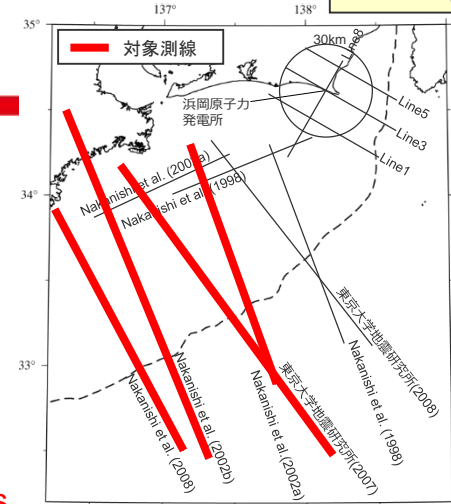 137°
138°
35°
対象測線
30km
Line8
浜岡原子力
発電所
Line5
Line3
Line1
Nakanishi et al. (2002a)
Nakanishi et al. (1998)
34°
33°
東京大学地震研究所(2008)
Nakanishi et al. (1998)
東京大学地震研究所(2007)
Nakanishi et al.(2002a)
Nakanishi et al. (2002b)
Nakanishi et al. (2008)